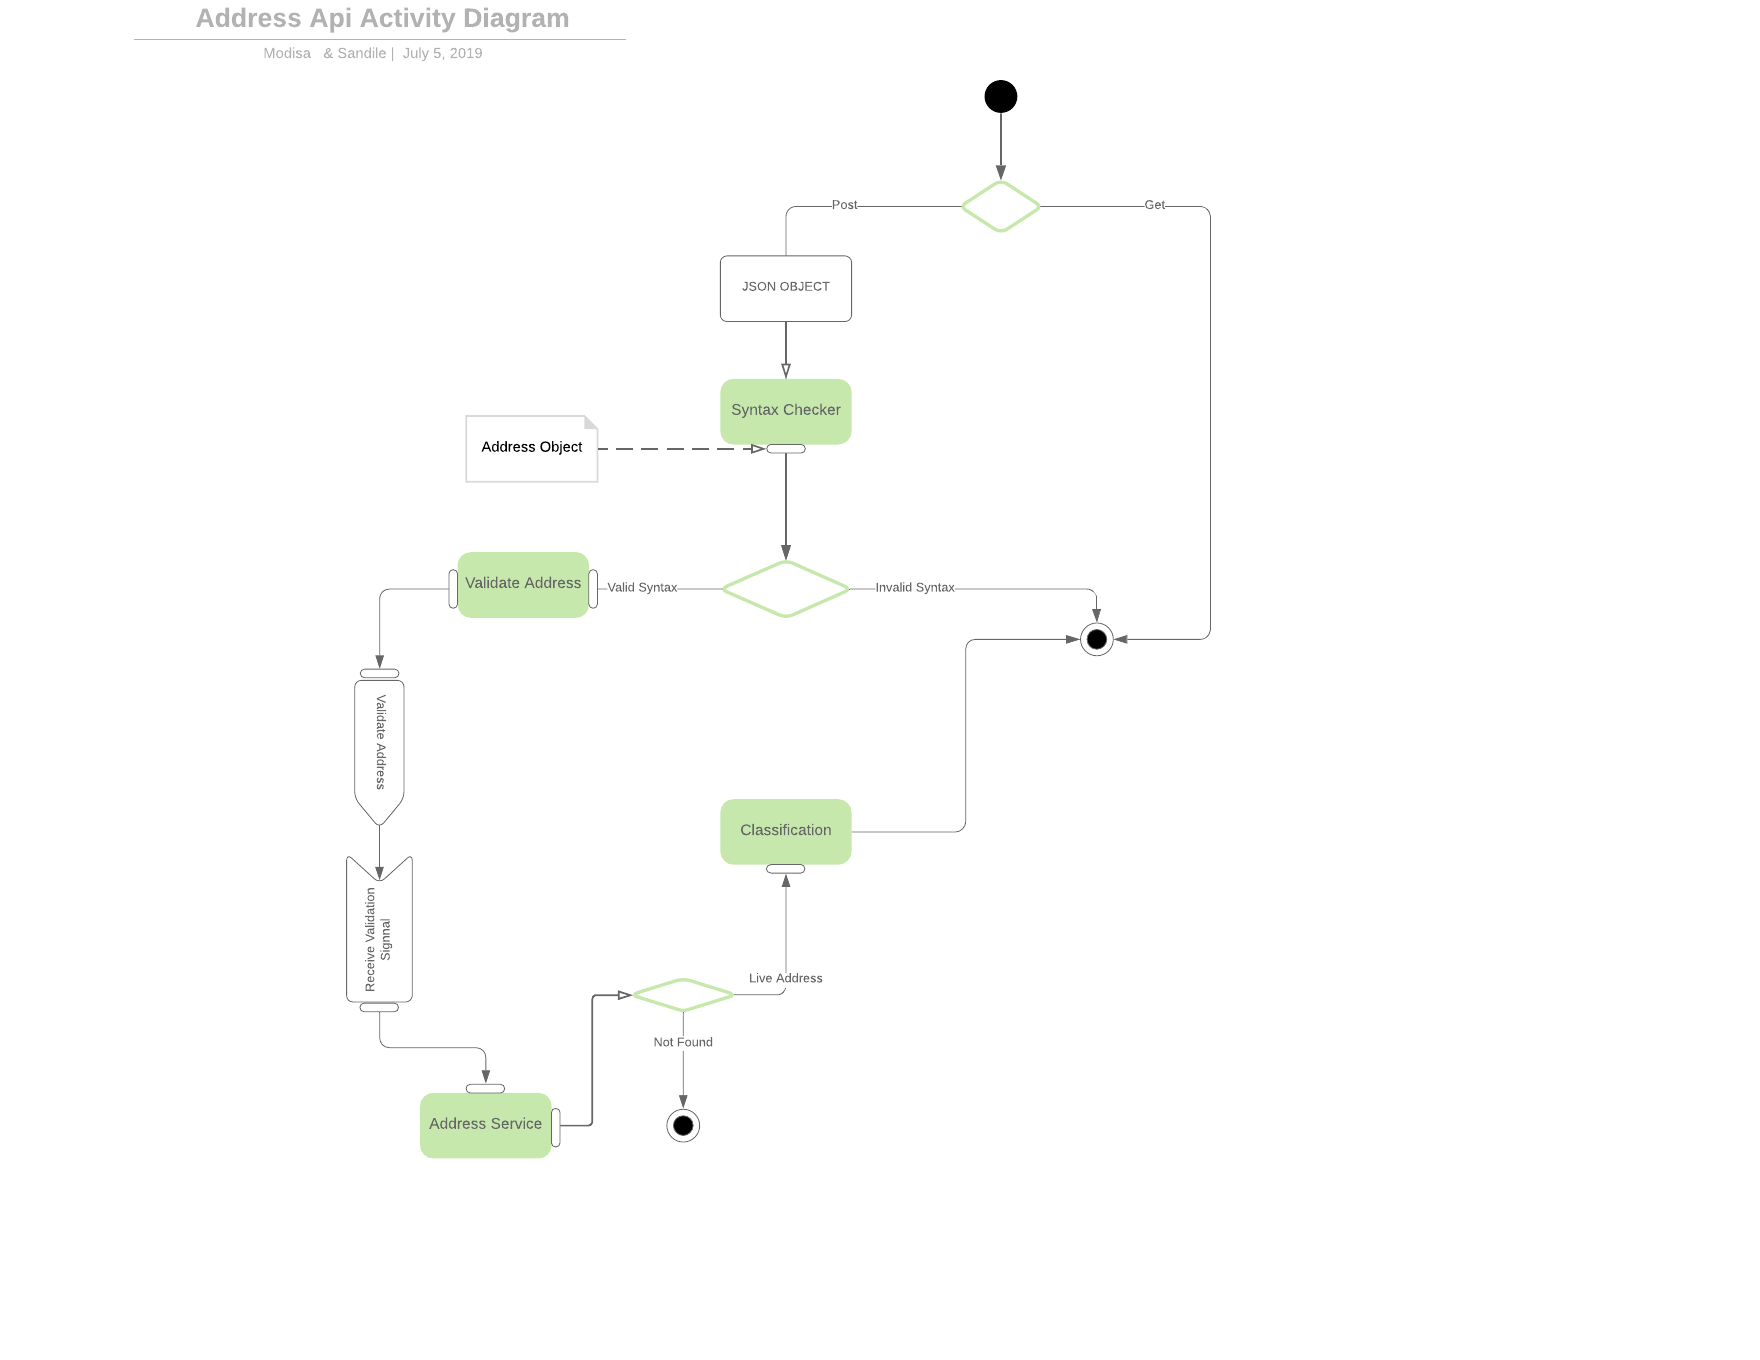 Address Api Activity Diagram
Modisa & Sandile | July 5, 2019
Post
Get
JSON OBJECT
Syntax Checker
Address Object
Validate Address
Valid Syntax
Invalid Syntax
Validate Address
Classification
Receive Validation
Signnal
Live Address
Not Found
Address Service